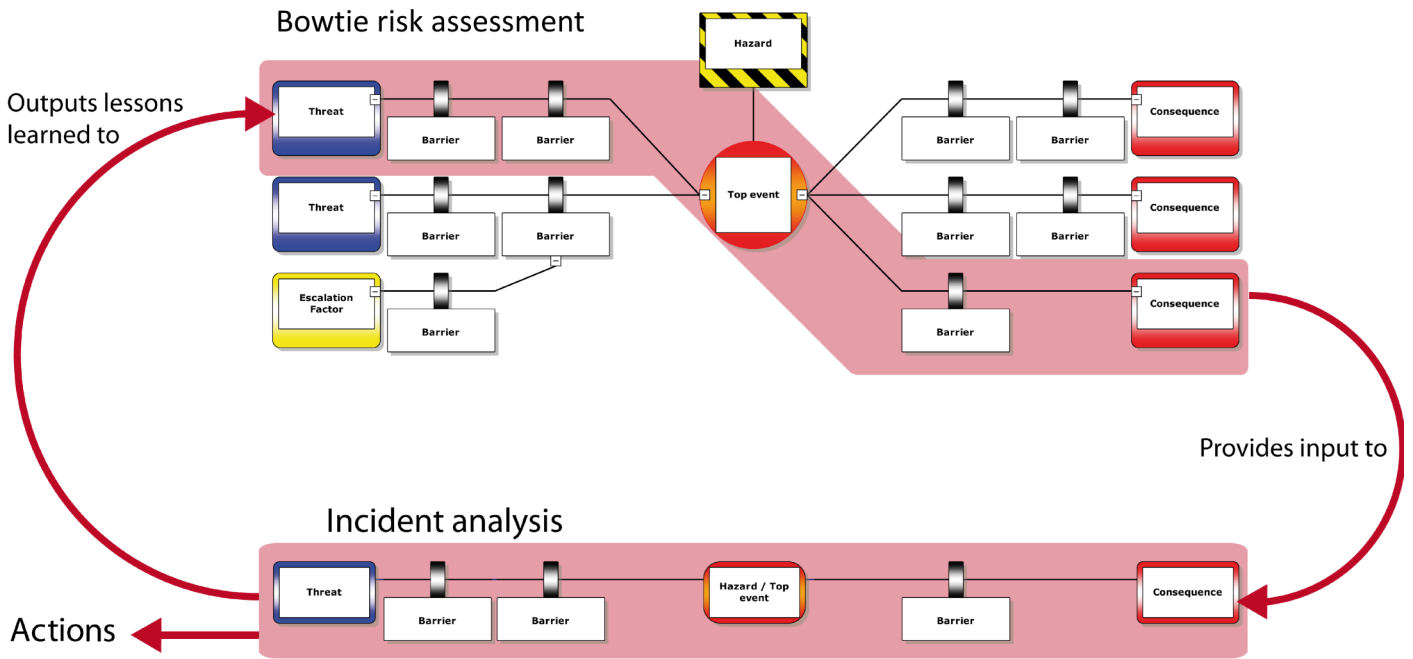 Bowtie risk assessment
Hazard
Outputs lessons
learned to
Threat
Barrier
Barrier
Top event
Barrier
Barrier
Consequence
Threat
Barrier
Barrier
Barrier
Barrier
Consequence
Escalation
Factor
Barrier
Barrier
Consequence
Provides input to
Incident analysis
Threat
Barrier
Barrier
Hazard / Top
event
Barrier
Consequence
Actions